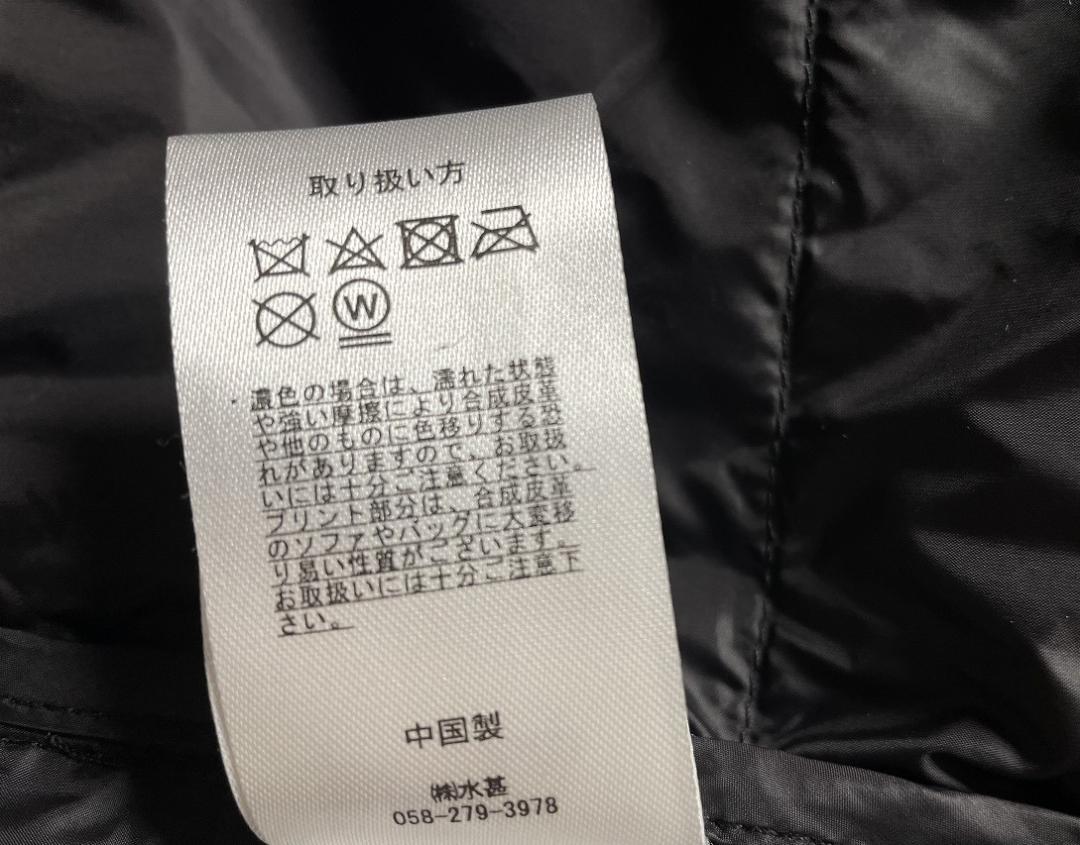 取り扱い方
W
濃色の場合は、濡れた状態
や強い摩擦により合成皮革
や他のものに色移りする恐
れがありますので、お取扱
いには十分ご注意ください。
プリント部分は、合成皮革
のソファやバッグに大変移
り易い性質がございます。
お取扱いには十分ご注意下
さい。
中国製
㈱水甚
058-279-3978